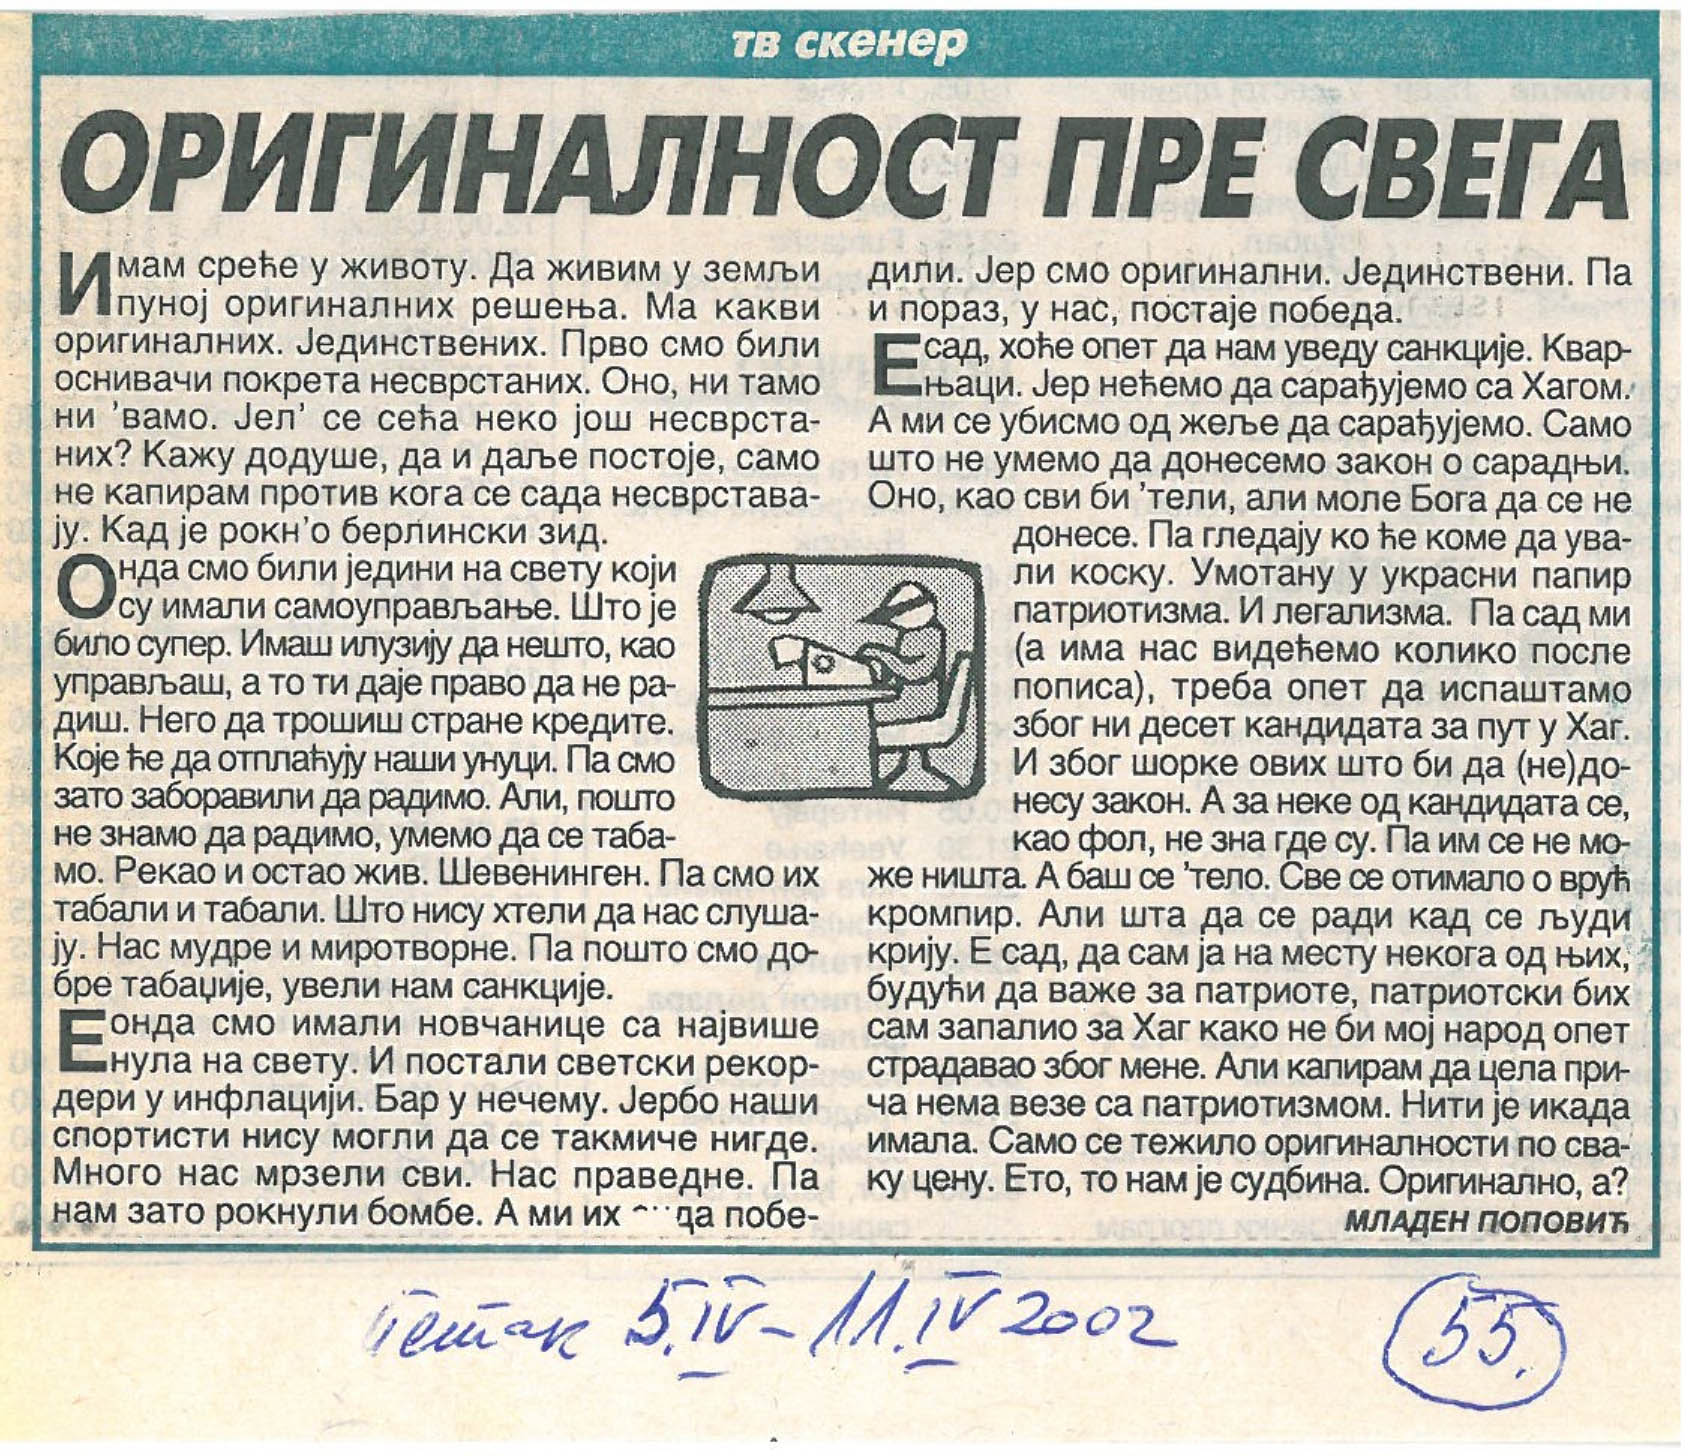 тв скенер
ОРИГИНАЛНОСТ ПРЕ СВЕГА
Имам среће у животу. Да живим у земљи
пуној оригиналних решења. Ма какви
оригиналних. Јединствених. Прво смо били
оснивачи покрета несврстаних. Оно, ни тамо
ни ’вамо. Јел’ се сећа неко још несврста-
них? Кажу додуше, да и даље постоје, само
не капирам против кога се сада несврстава-
ју. Кад је рокн’о берлински зид.
Онда смо били једини на свету који
су имали самоуправљање. Што је
било супер. Имаш илузију да нешто, као
управљаш, а то ти даје право да не ра-
диш. Него да трошиш стране кредите.
Које ће да отплаћују наши унуци. Па смо
зато заборавили да радимо. Али, пошто
не знамо да радимо, умемо да се таба-
мо. Рекао и остао жив. Шевенинген. Па смо их
табали и табали. Што нису хтели да нас слуша-
ју. Нас мудре и миротворне. Па пошто смо до-
бре табаџије, увели нам санкције.
Е онда смо имали новчанице са највише
нула на свету. И постали светски рекор-
дери у инфлацији. Бар у нечему. Јербо наши
спортисти нису могли да се такмиче нигде.
Много нас мрзели сви. Нас праведне. Па
нам зато рокнули бомбе. А ми их да побе-
дили. Јер смо оригинални. Јединствени. Па
и пораз, у нас, постаје победа.
Е сад, хоће опет да нам уведу санкције. Квар-
њаци. Јер нећемо да сарађујемо са Хагом.
А ми се убисмо од жеље да сарађујемо. Само
што не умемо да донесемо закон о сарадњи.
Оно, као сви би ’тели, али моле Бога да се не
донесе. Па гледају ко ће коме да ува-
ли коску. Умотану у украсни папир
патриотизма. И легализма. Па сад ми
(а има нас видећемо колико после
пописа), треба опет да испаштамо
због ни десет кандидата за пут у Хаг.
И због шорке ових што би да (не)до-
несу закон. А за неке од кандидата се,
као фол, не зна где су. Па им се не мо-
же ништа. А баш се ’тело. Све се отимало о врућ
кромпир. Али шта да се ради кад се људи
крију. Е сад, да сам ја на месту некога од њих,
будући да важе за патриоте, патриотски бих
сам запалио за Хаг како не би мој народ опет
страдавао због мене. Али капирам да цела при-
ча нема везе са патриотизмом. Нити је икада
имала. Само се тежило оригиналности по сва-
ку цену. Ето, то нам је судбина. Оригинално, а?
МЛАДЕН ПОПОВИЋ
Петак 5.IV – 11.IV 2002
55.